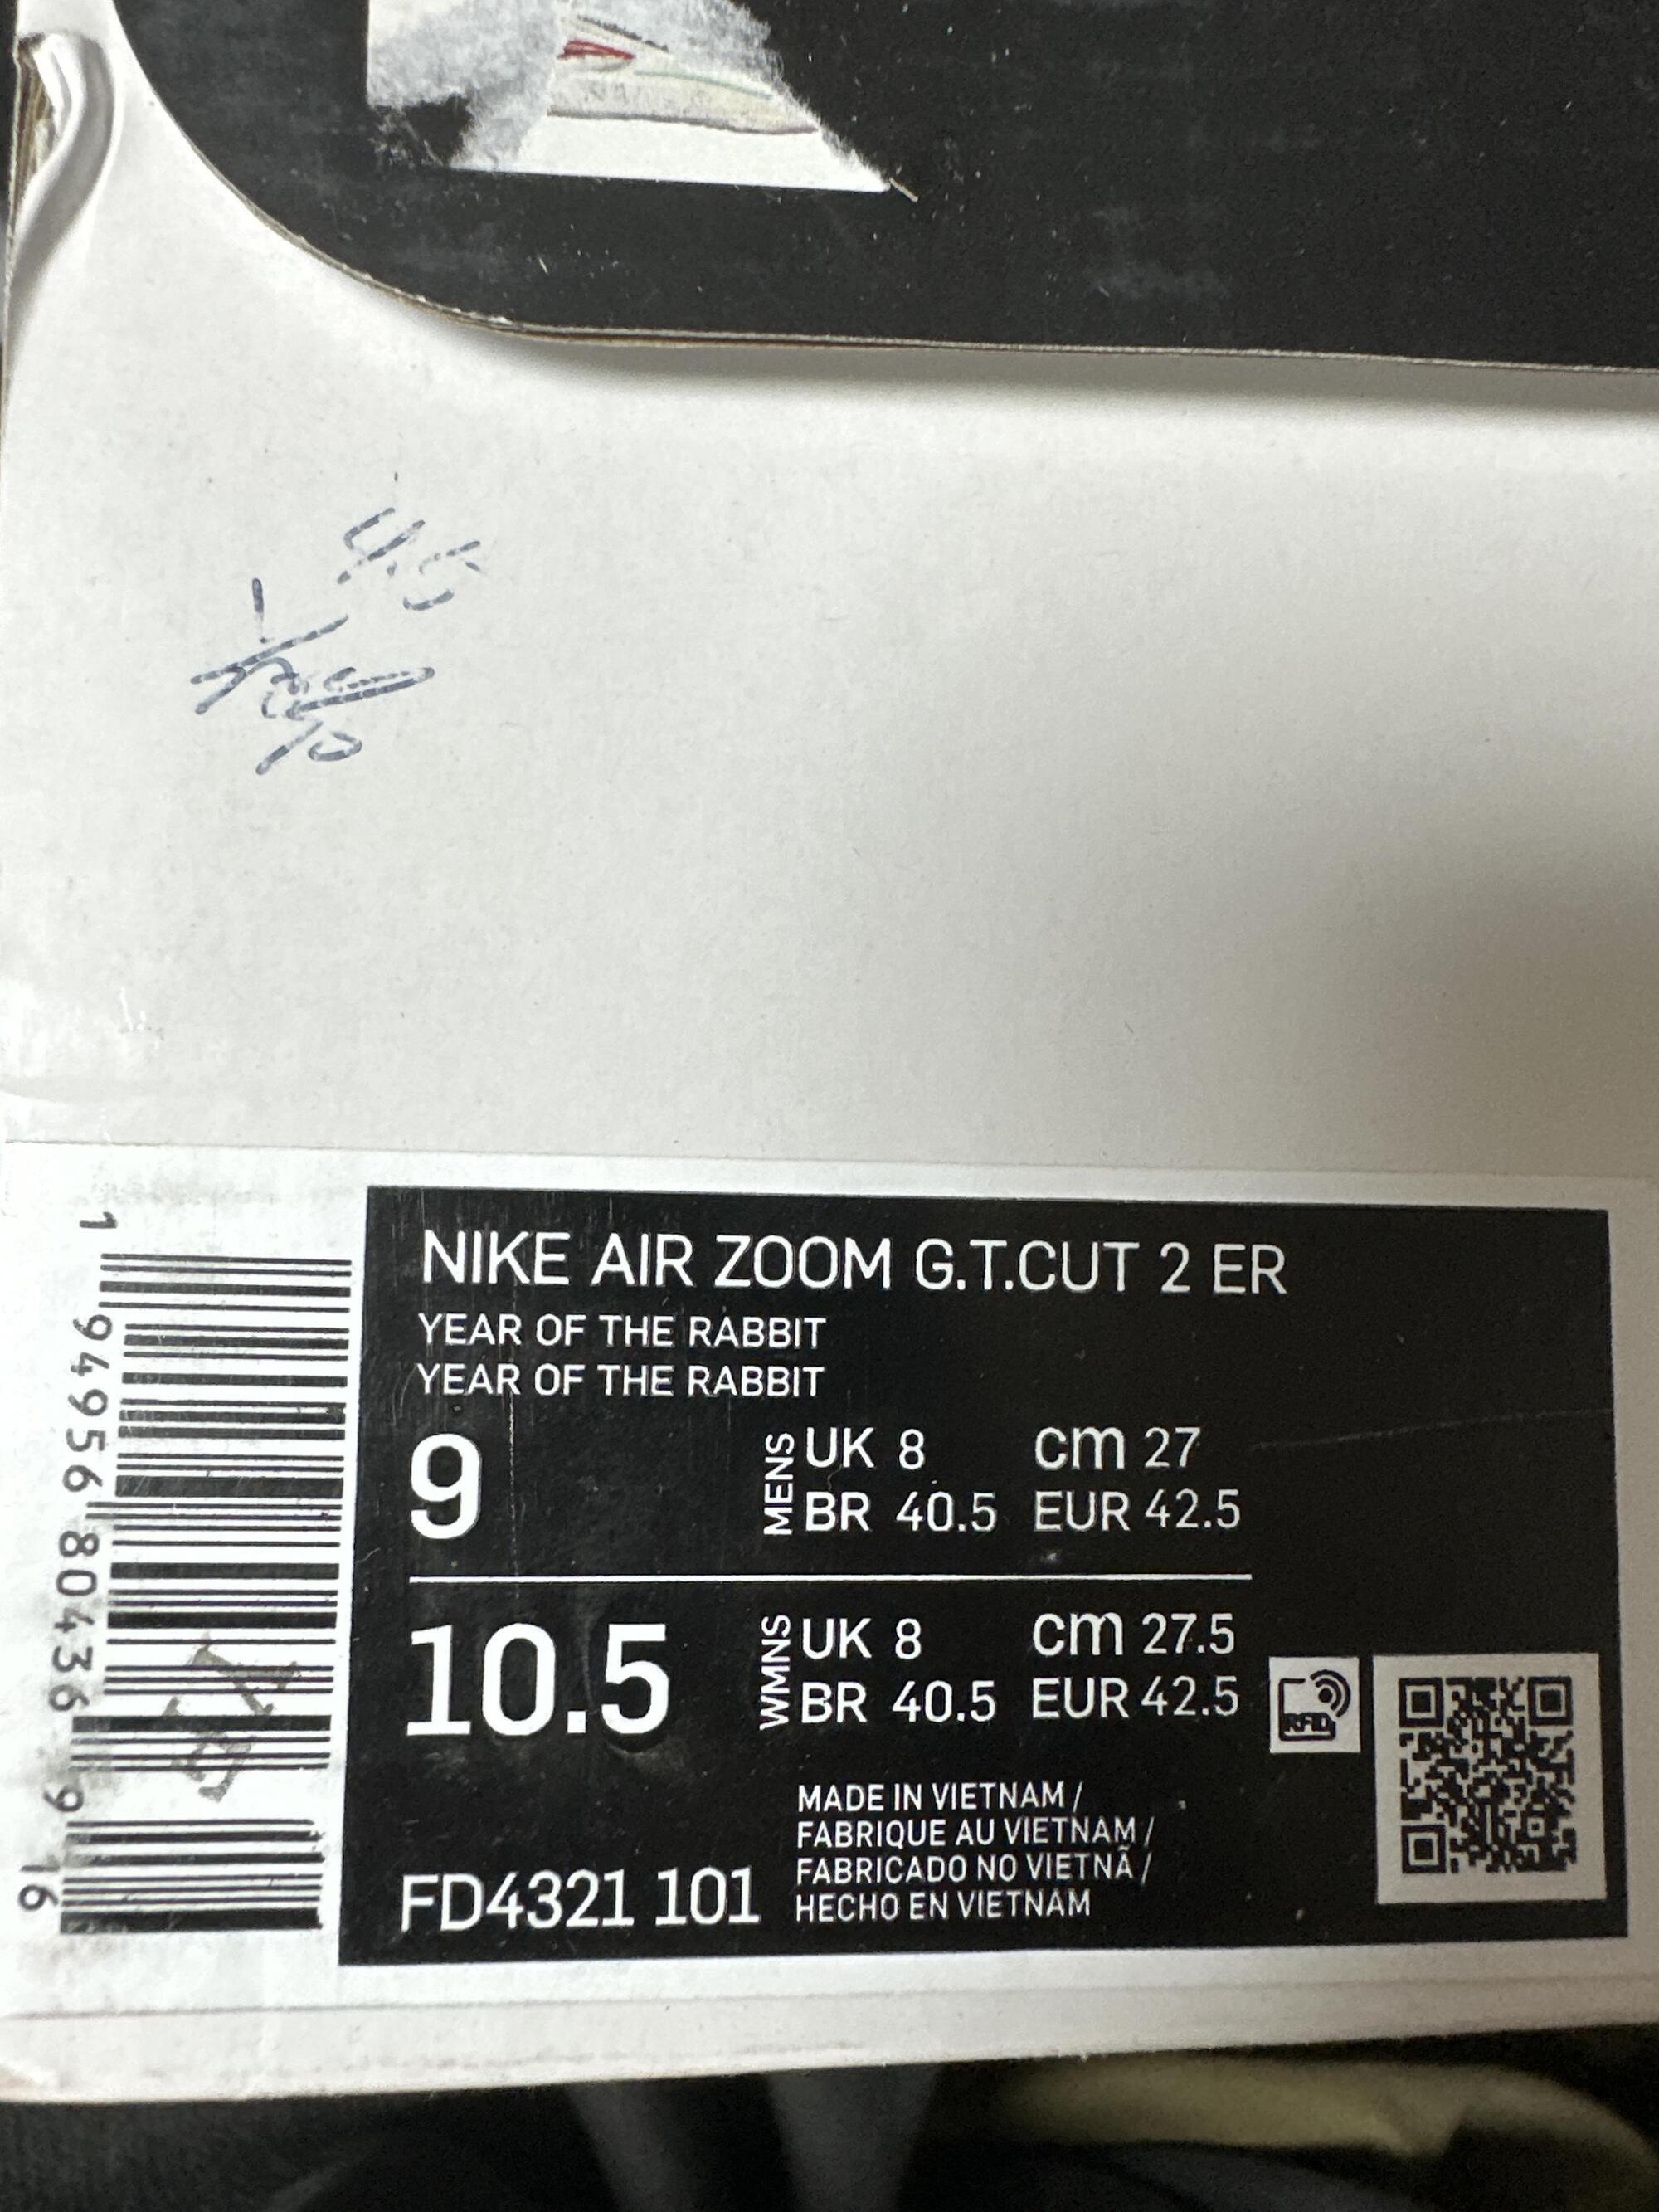 4.5
NIKE AIR ZOOM G.T.CUT 2 ER
YEAR OF THE RABBIT
YEAR OF THE RABBIT
9
MENS
UK 8 cm 27
BR 40.5 EUR 42.5
10.5
WMNS
UK 8 cm 27.5
BR 40.5 EUR 42.5
RFID
MADE IN VIETNAM /
FABRIQUE AU VIETNAM /
FABRICADO NO VIETNÃ /
HECHO EN VIETNAM
FD4321 101
1 94956 80436 9 16